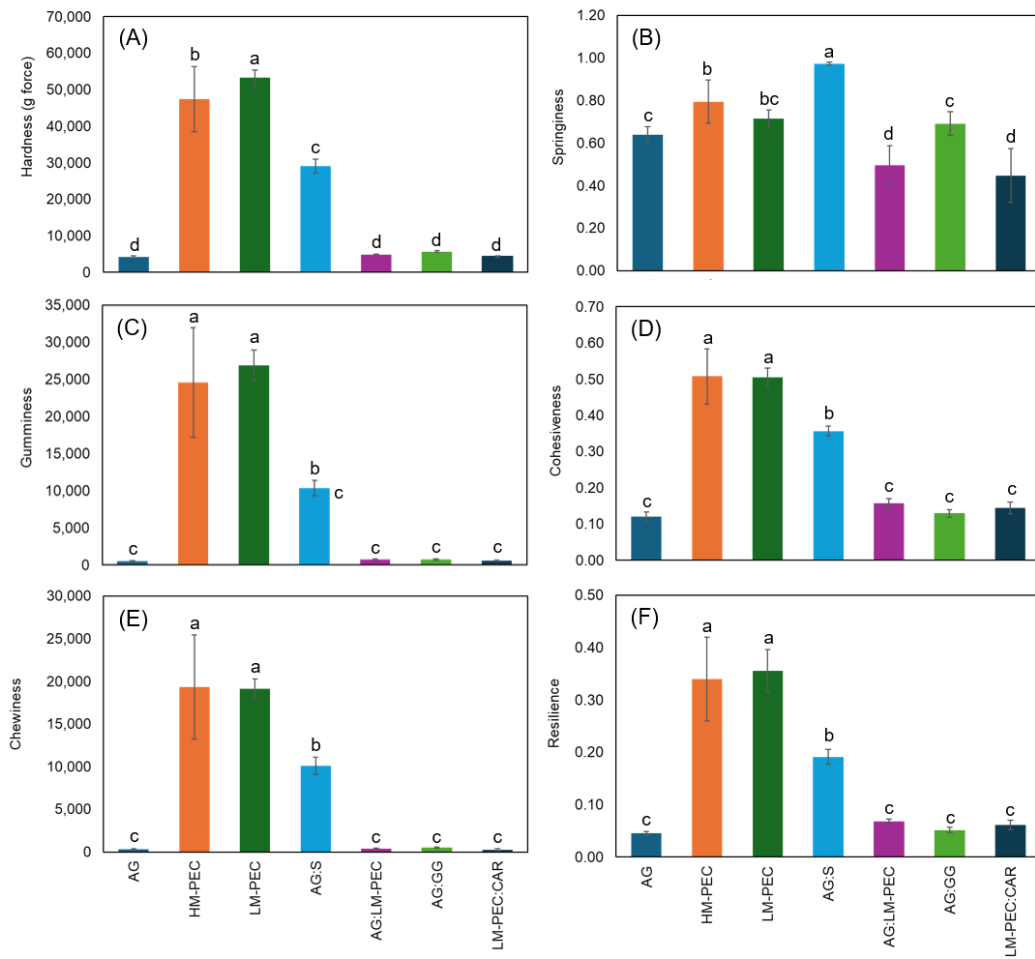 (A)
Hardness (g force)
70,000
60,000
50,000
40,000
30,000
20,000
10,000
0
d
b
a
c
d
d
d
(B)
Springiness
1.20
1.00
0.80
0.60
0.40
0.20
0.00
c
b
bc
a
d
c
d
(C)
Gumminess
35,000
30,000
25,000
20,000
15,000
10,000
5,000
0
c
a
a
b
c
c
c
c
(D)
Cohesiveness
0.70
0.60
0.50
0.40
0.30
0.20
0.10
0.00
c
a
a
b
c
c
c
(E)
Chewiness
30,000
25,000
20,000
15,000
10,000
5,000
0
c
a
a
b
c
c
c
AG
HM-PEC
LM-PEC
AG:S
AG:LM-PEC
AG:GG
LM-PEC:CAR
(F)
Resilience
0.50
0.40
0.30
0.20
0.10
0.00
c
a
a
b
c
c
c
AG
HM-PEC
LM-PEC
AG:S
AG:LM-PEC
AG:GG
LM-PEC:CAR